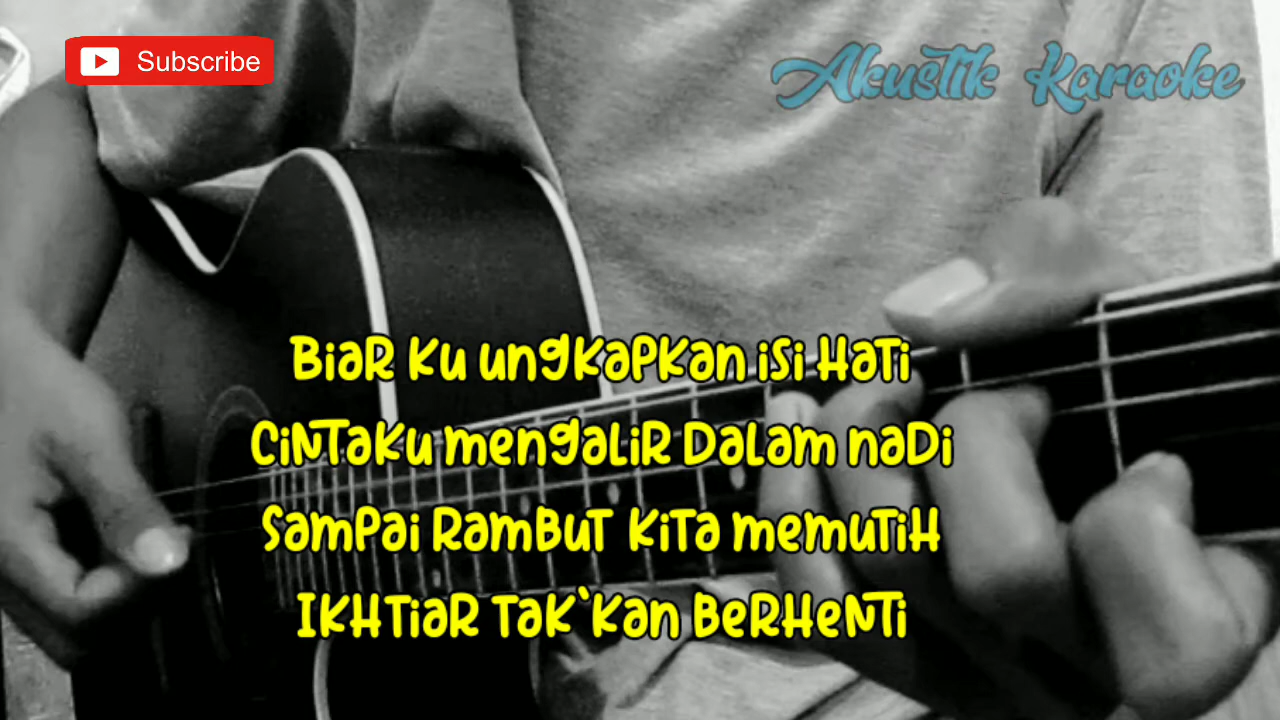 Subscribe
Akustik Karaoke
Biar Ku ungkapkan isi Hati
Cintaku mengalir Dalam naDi
Sampai Rambut Kita memutiH
Ikhtiar Tak`kan BerHenti